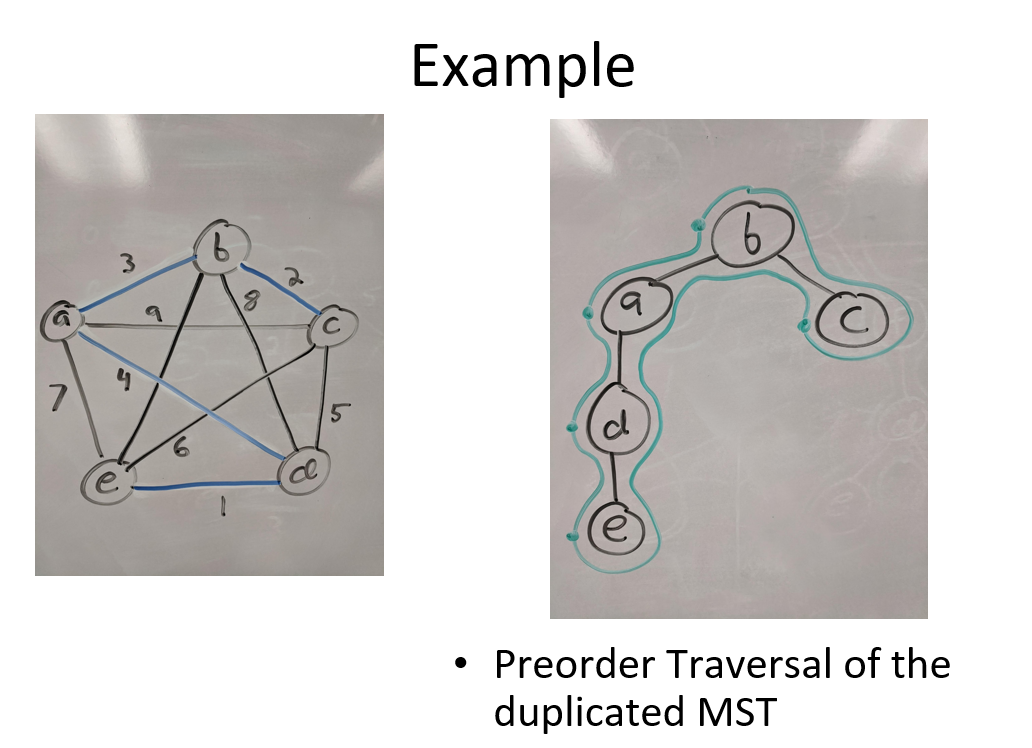 Example
b
3
2
a
9
8
c
7
4
5
6
e
d
1
b
a
c
d
e
• Preorder Traversal of the
duplicated MST